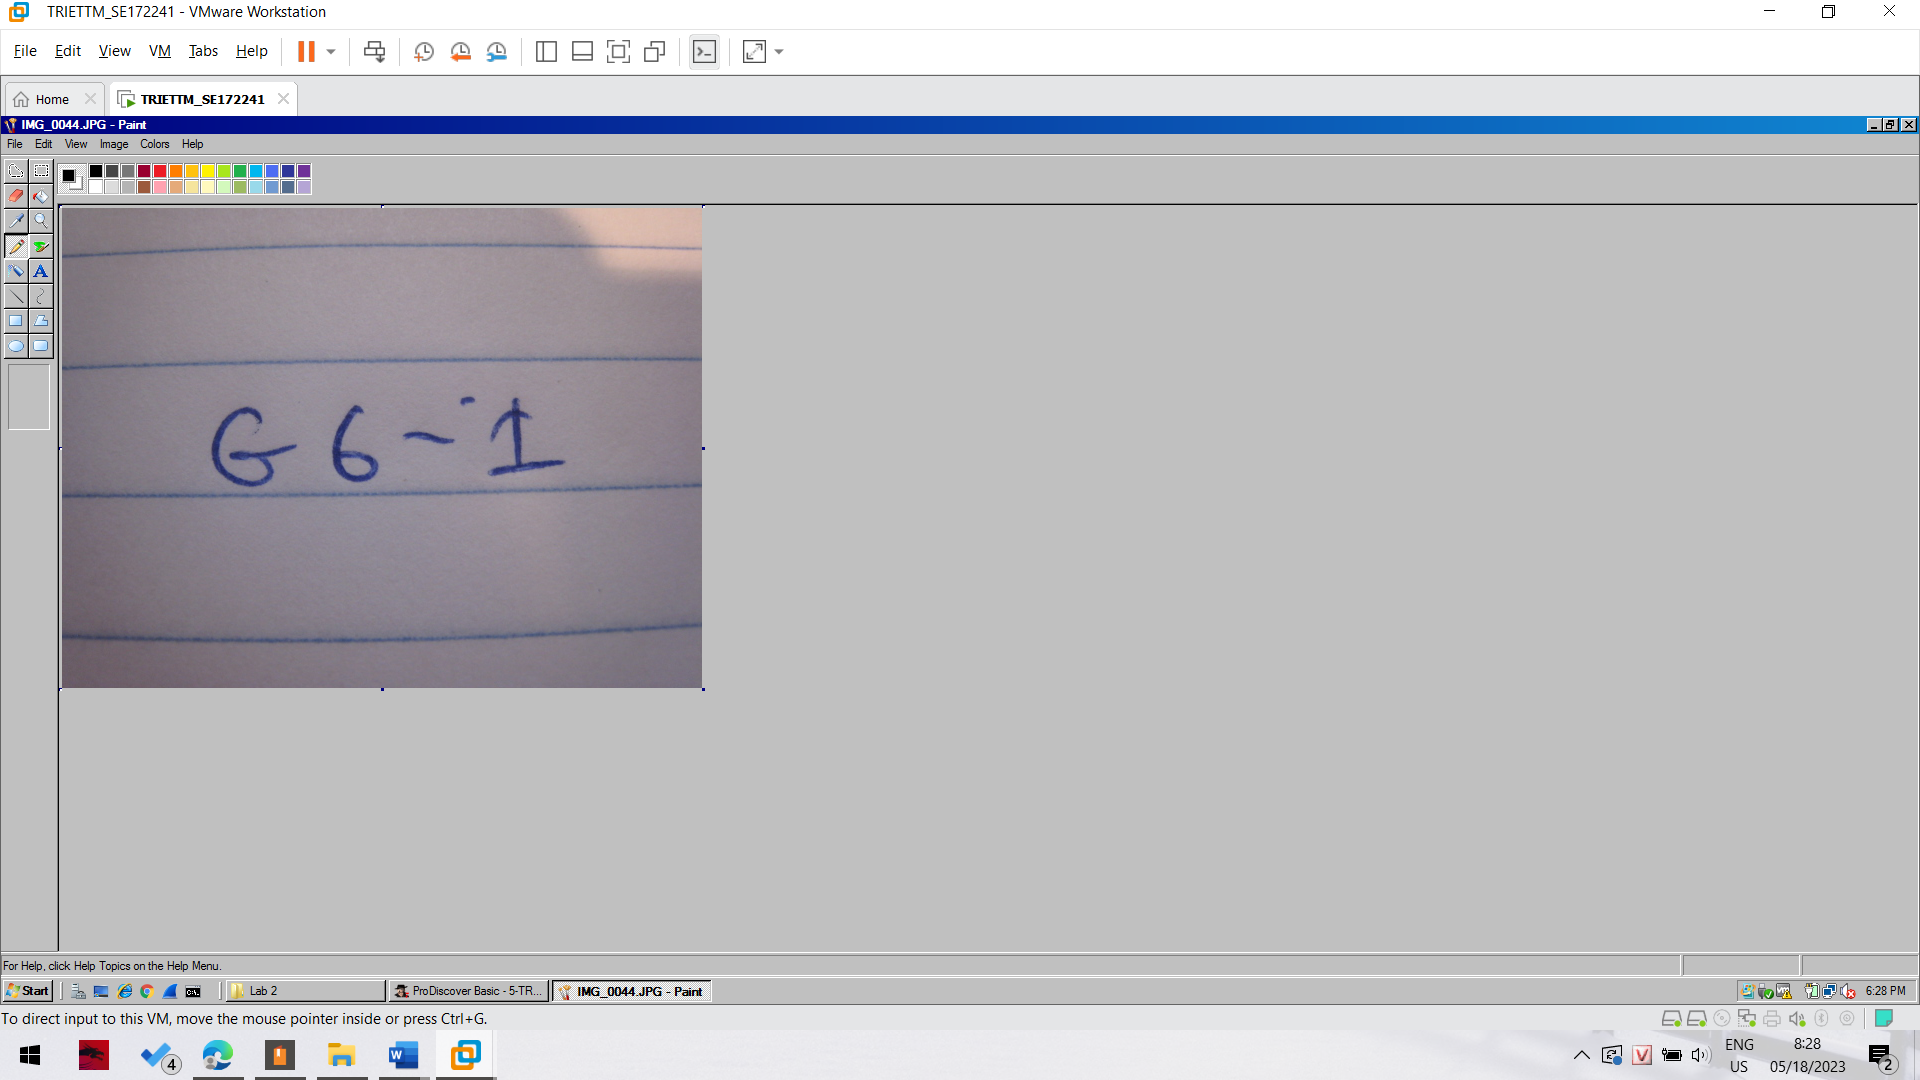 TRIETTM_SE172241 - VMware Workstation
File Edit View VM Tabs Help
Home TRIETTM_SE172241
IMG_0044.JPG - Paint
File Edit View Image Colors Help
A
G 6 - 1
For Help, click Help Topics on the Help Menu.
Start Lab 2 ProDiscover Basic - 5-TR... IMG_0044.JPG - Paint 6:28 PM
To direct input to this VM, move the mouse pointer inside or press Ctrl+G.
4 W V ENG 8:28
US 05/18/2023 2